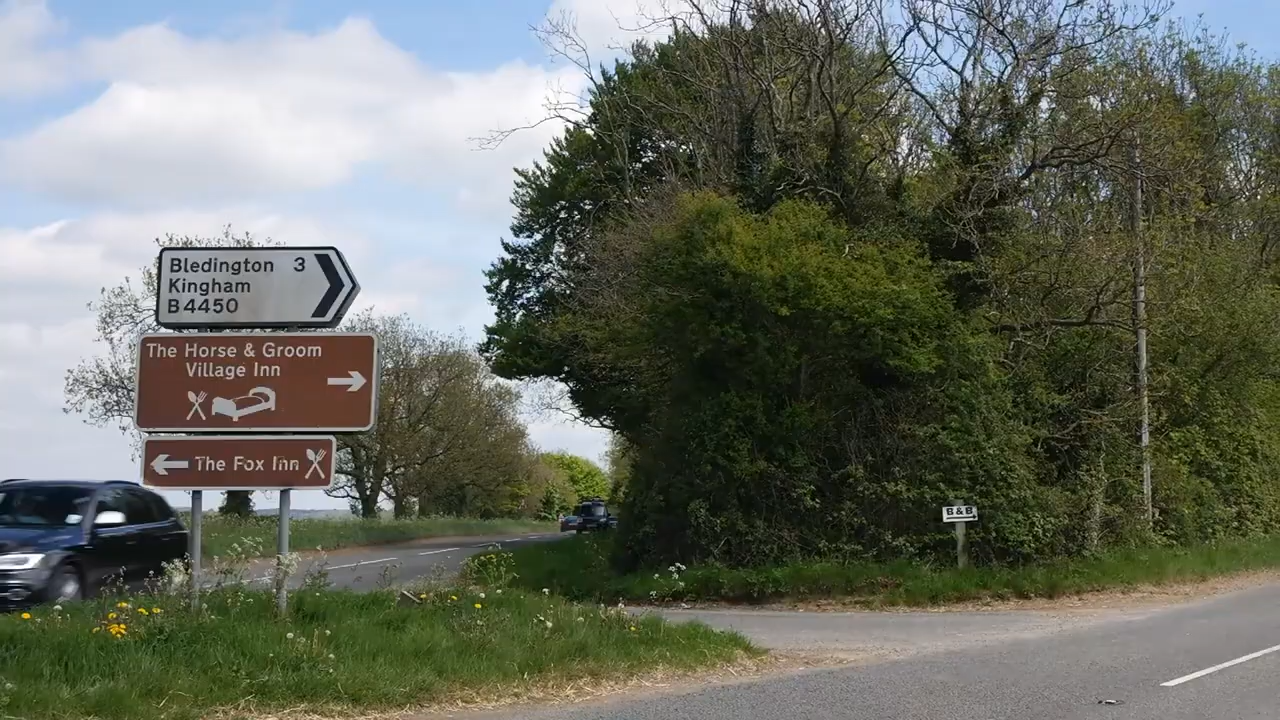 Bledington 3
Kingham
B4450
The Horse & Groom
Village Inn
The Fox Inn
B & B